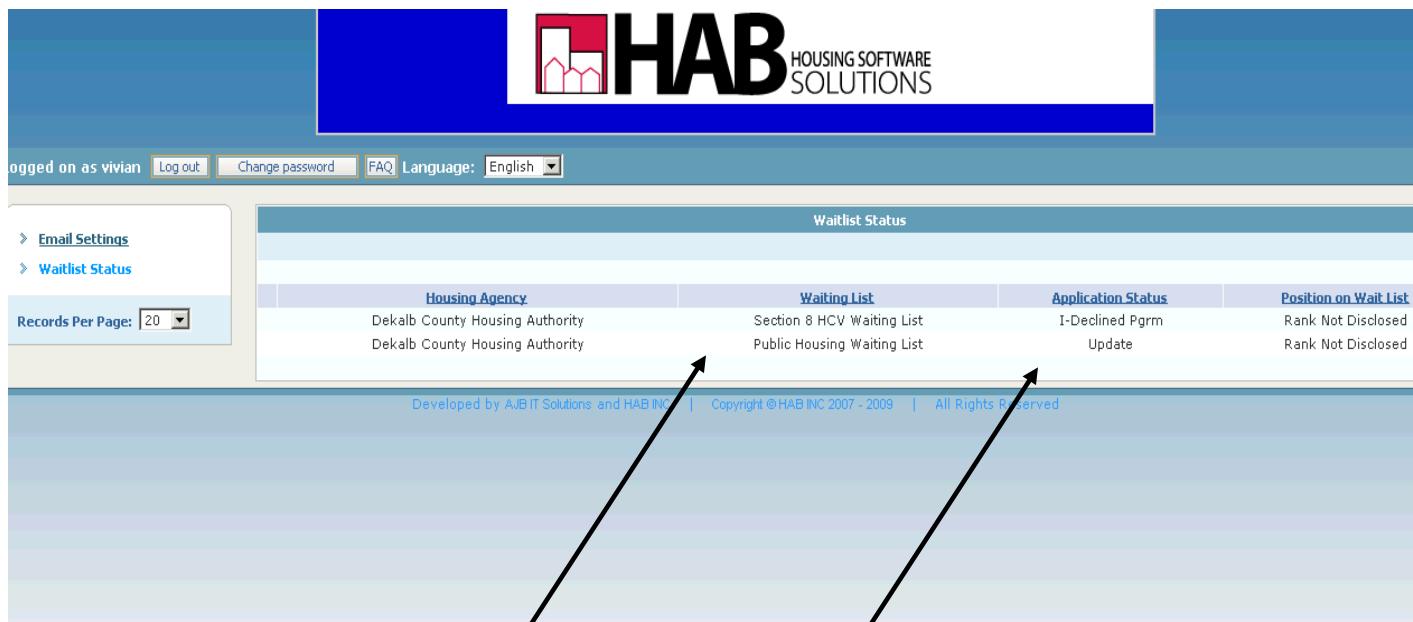 HAB HOUSING SOFTWARE
SOLUTIONS
ogged on as vivian Log out Change password FAQ Language: English
Waitlist Status
Email Settings
Waitlist Status
Records Per Page: 20
Housing Agency Waiting List Application Status Position on Wait List
Dekalb County Housing Authority Section 8 HCV Waiting List I-Declined Pgrm Rank Not Disclosed
Dekalb County Housing Authority Public Housing Waiting List Update Rank Not Disclosed
Developed by AJB IT Solutions and HAB INC | Copyright © HAB INC 2007 - 2009 | All Rights Reserved